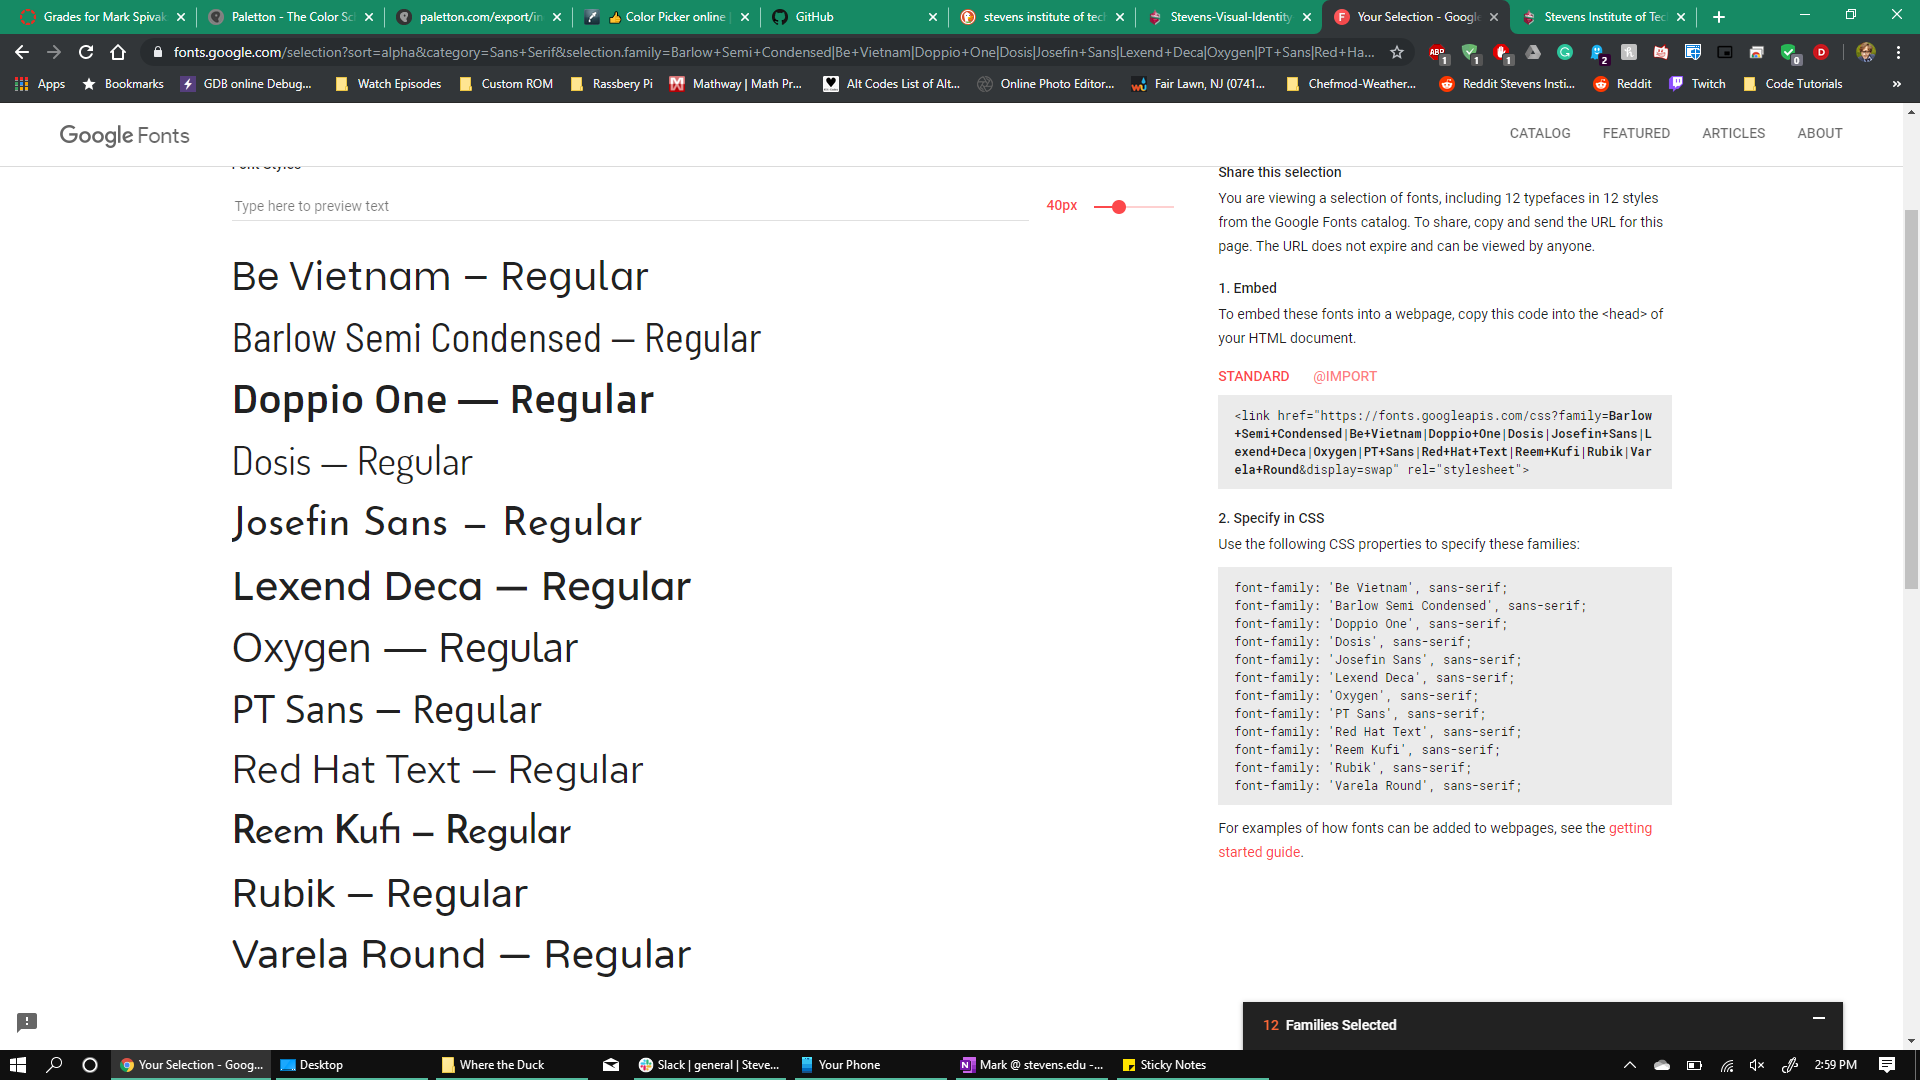 Grades for Mark Spivak
Paletton - The Color Sc
paletton.com/export/in
Color Picker online
GitHub
stevens institute of tec
Stevens-Visual-Identity
Your Selection - Google
Stevens Institute of Tec
fonts.google.com/selection?sort=alpha&category=Sans+Serif&selection.family=Barlow+Semi+Condensed|Be+Vietnam|Doppio+One|Dosis|Josefin+Sans|Lexend+Deca|Oxygen|PT+Sans|Red+Ha...
Apps
Bookmarks
GDB online Debug...
Watch Episodes
Custom ROM
Rassbery Pi
Mathway | Math Pr...
Alt Codes List of Alt...
Online Photo Editor...
Fair Lawn, NJ (0741...
Chefmod-Weather...
Reddit Stevens Insti...
Reddit
Twitch
Code Tutorials
Google Fonts
CATALOG
FEATURED
ARTICLES
ABOUT
Font Styles
Type here to preview text
40px
Be Vietnam – Regular
Barlow Semi Condensed — Regular
Doppio One — Regular
Dosis — Regular
Josefin Sans – Regular
Lexend Deca — Regular
Oxygen — Regular
PT Sans — Regular
Red Hat Text — Regular
Reem Kufi – Regular
Rubik — Regular
Varela Round — Regular
Share this selection
You are viewing a selection of fonts, including 12 typefaces in 12 styles
from the Google Fonts catalog. To share, copy and send the URL for this
page. The URL does not expire and can be viewed by anyone.
1. Embed
To embed these fonts into a webpage, copy this code into the <head> of
your HTML document.
STANDARD
@IMPORT
<link href="https://fonts.googleapis.com/css?family=Barlow
+Semi+Condensed|Be+Vietnam|Doppio+One|Dosis|Josefin+Sans|L
exend+Deca|Oxygen|PT+Sans|Red+Hat+Text|Reem+Kufi|Rubik|Var
ela+Round&display=swap" rel="stylesheet">
2. Specify in CSS
Use the following CSS properties to specify these families:
font-family: 'Be Vietnam', sans-serif;
font-family: 'Barlow Semi Condensed', sans-serif;
font-family: 'Doppio One', sans-serif;
font-family: 'Dosis', sans-serif;
font-family: 'Josefin Sans', sans-serif;
font-family: 'Lexend Deca', sans-serif;
font-family: 'Oxygen', sans-serif;
font-family: 'PT Sans', sans-serif;
font-family: 'Red Hat Text', sans-serif;
font-family: 'Reem Kufi', sans-serif;
font-family: 'Rubik', sans-serif;
font-family: 'Varela Round', sans-serif;
For examples of how fonts can be added to webpages, see the getting
started guide.
12 Families Selected
Your Selection - Goog...
Desktop
Where the Duck
Slack | general | Steve...
Your Phone
Mark @ stevens.edu -...
Sticky Notes
2:59 PM